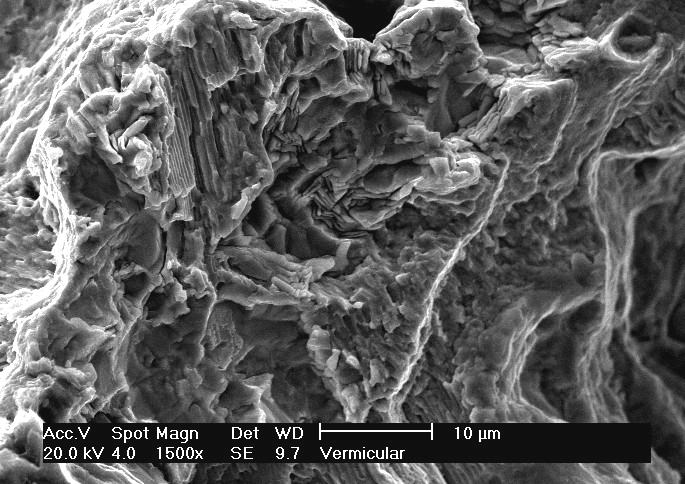 Acc.V Spot Magn Det WD 10 µm
20.0 kV 4.0 1500x SE 9.7 Vermicular